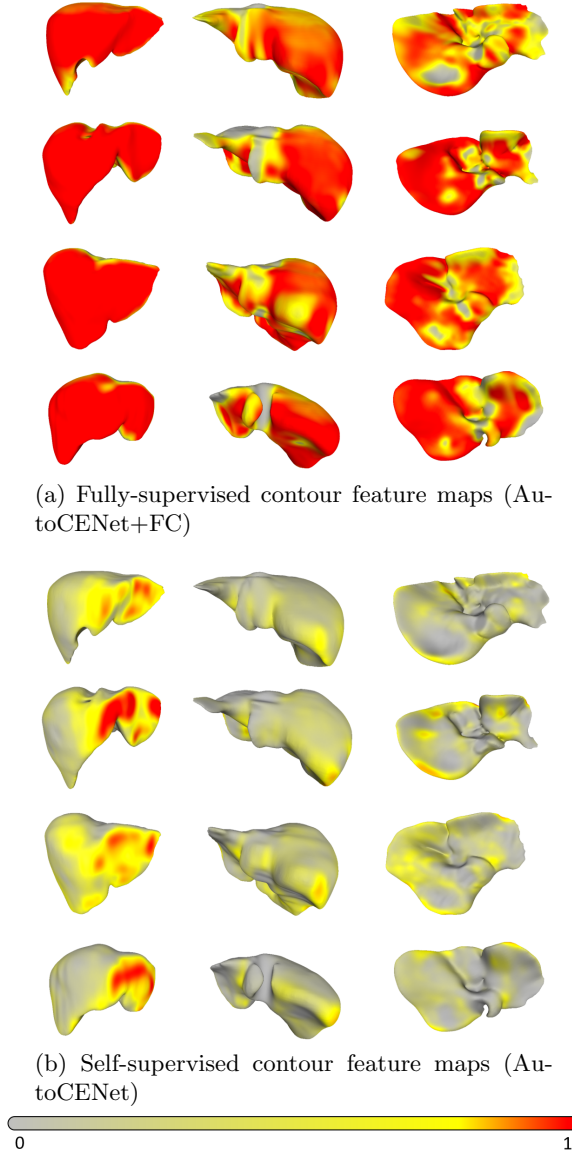 (a) Fully-supervised contour feature maps (Au-
toCENet+FC)
(b) Self-supervised contour feature maps (Au-
toCENet)
0 1